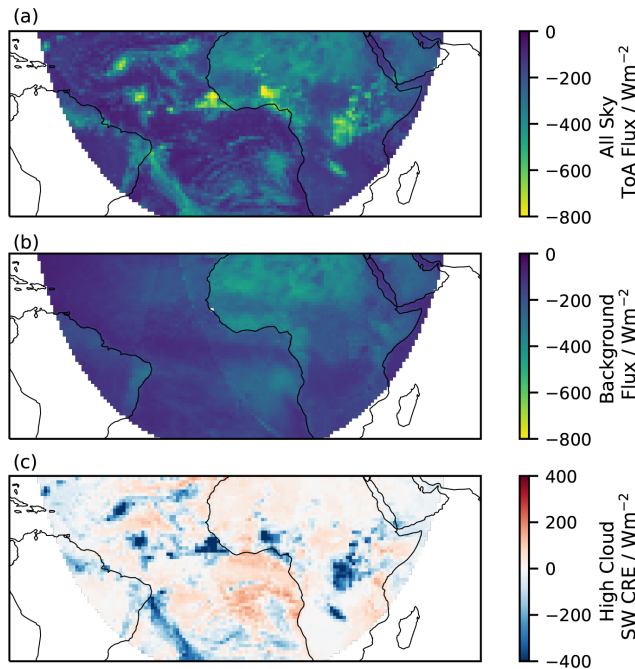 (a)
0
−200
−400
−600
−800
All Sky
ToA Flux / Wm−2
(b)
0
−200
−400
−600
−800
Background
Flux / Wm−2
(c)
400
200
0
−200
−400
High Cloud
SW CRE / Wm−2